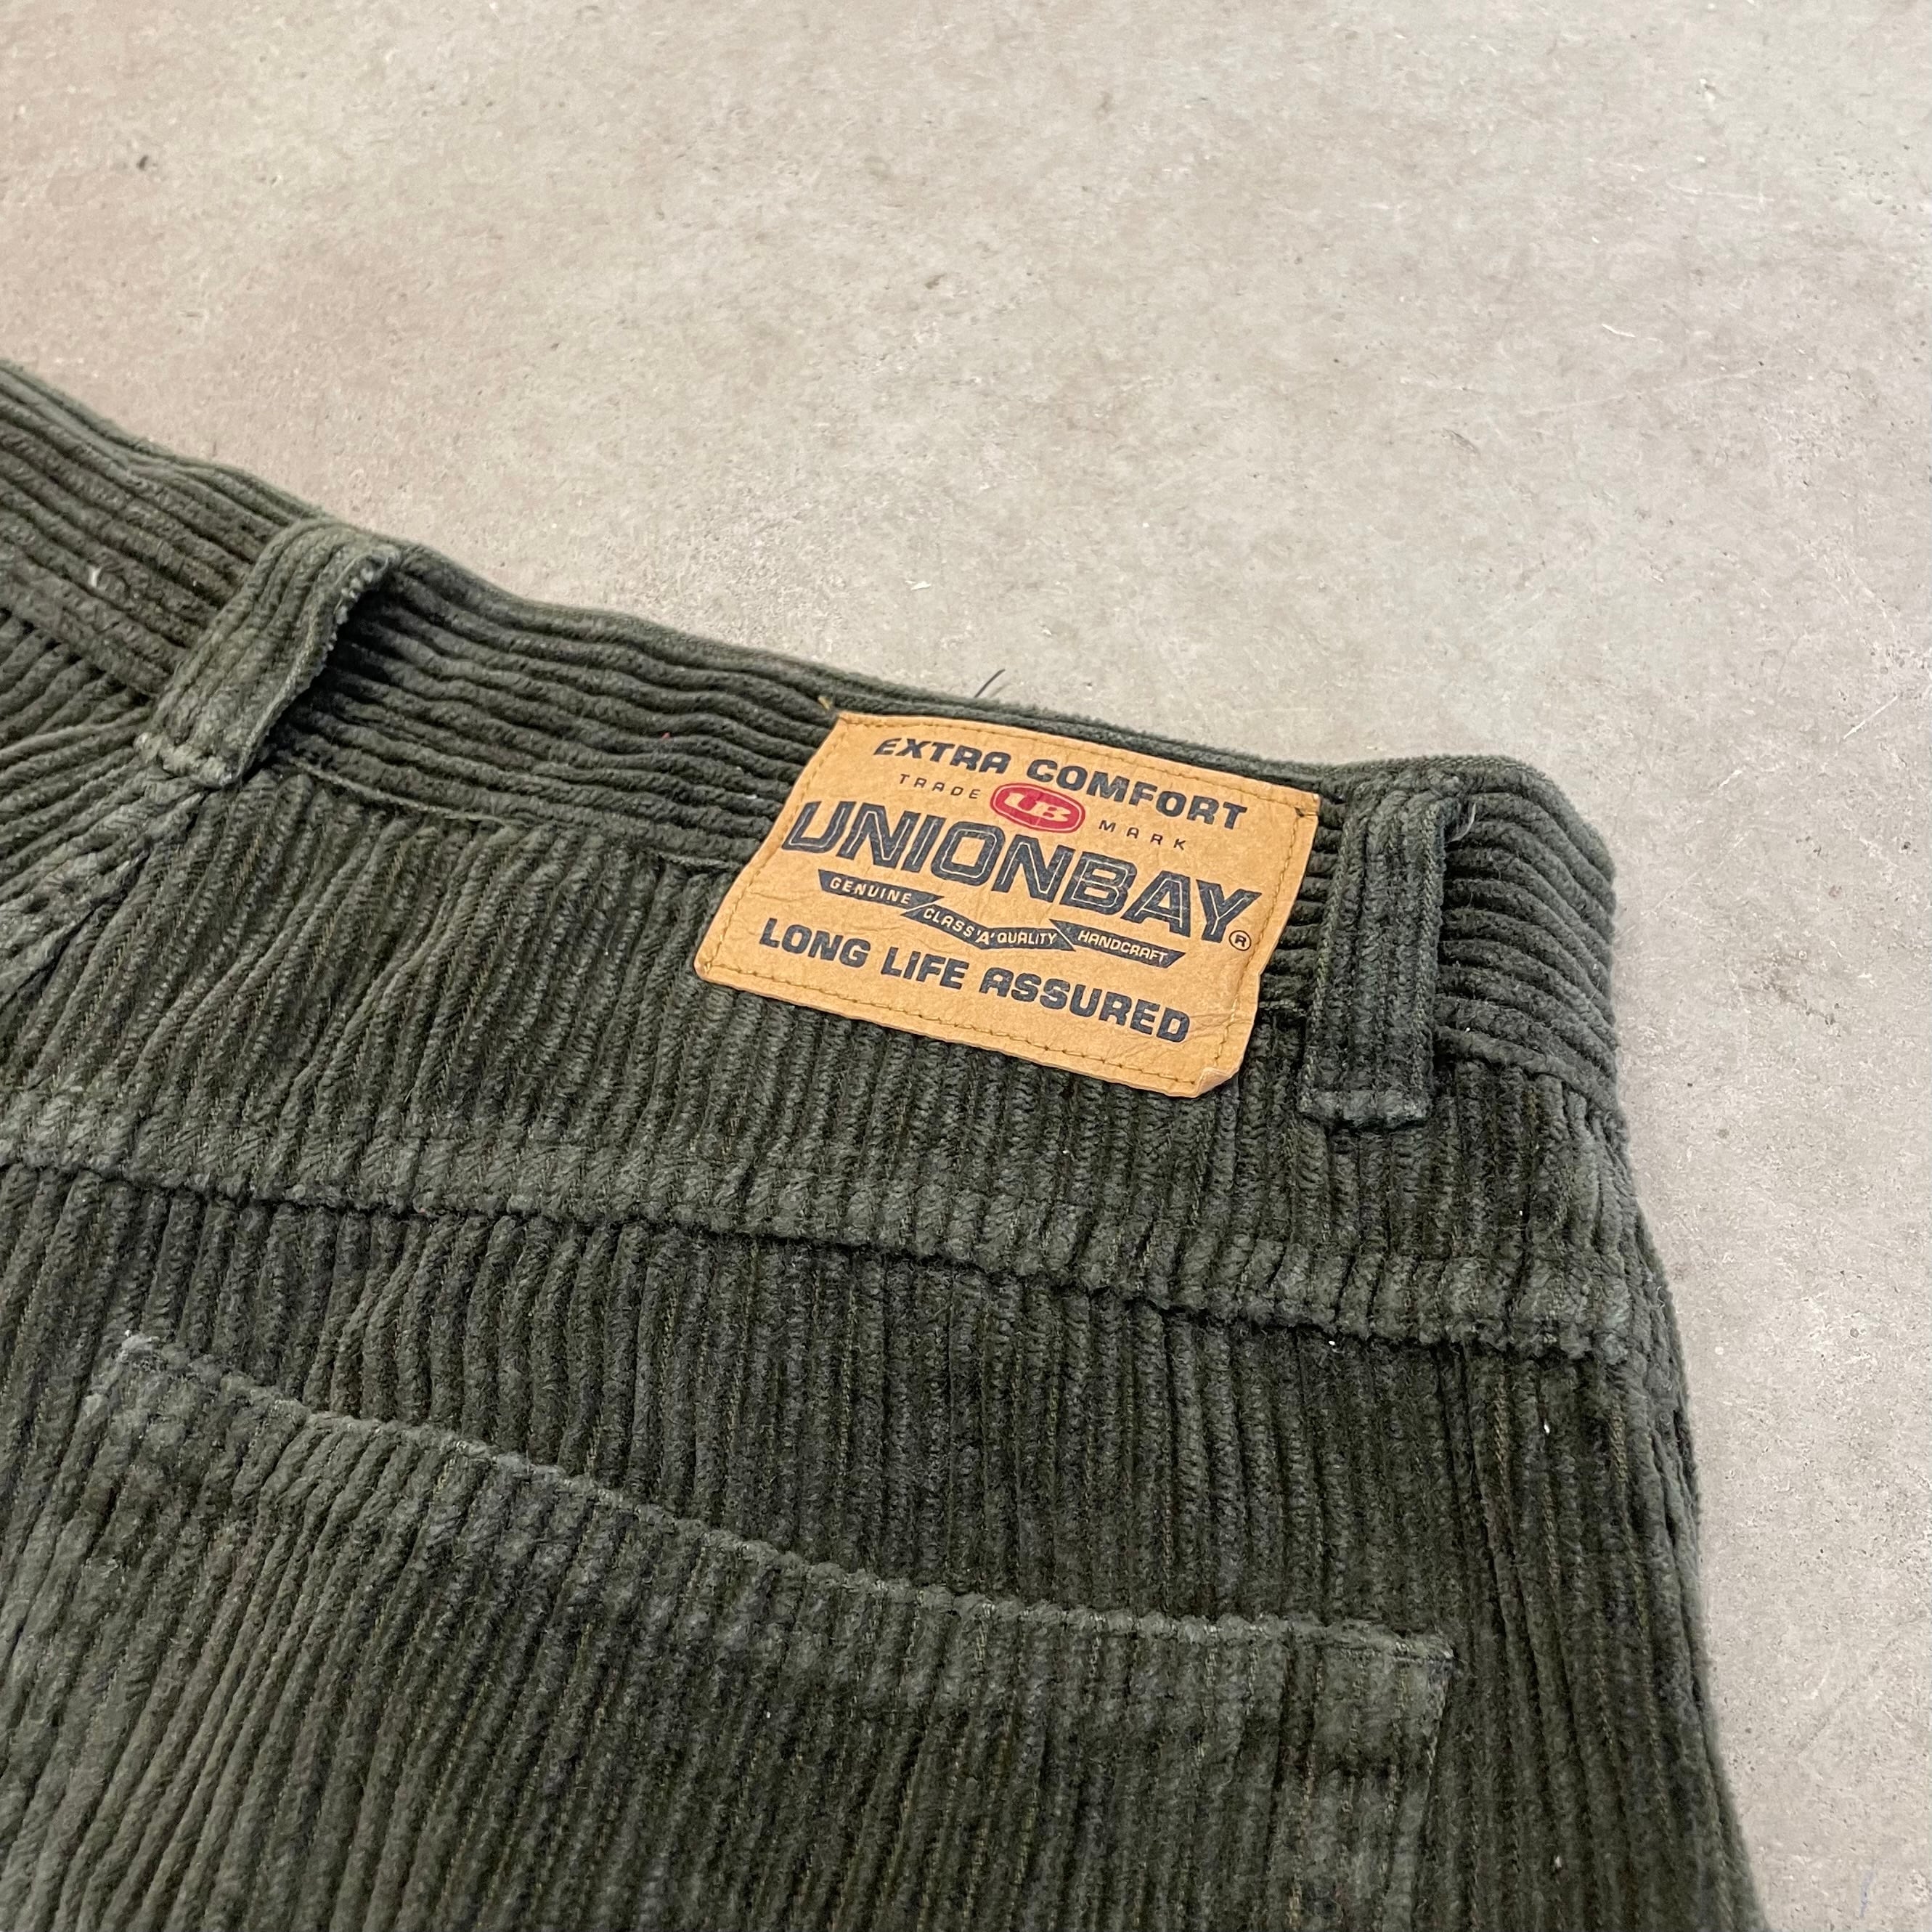 EXTRA COMFORT
TRADE UB MARK
UNIONBAY®
GENUINE CLASS 'A' QUALITY HANDCRAFT
LONG LIFE ASSURED